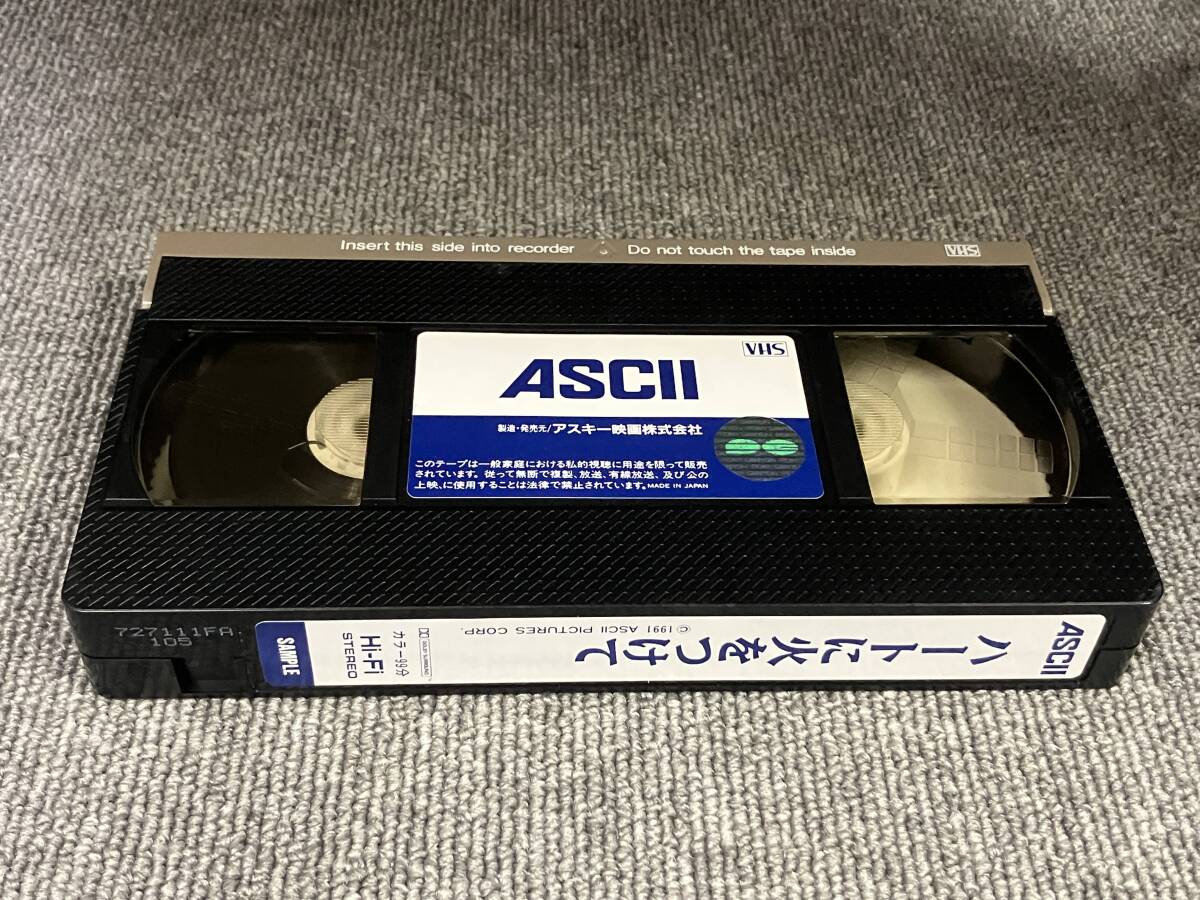 Insert this side into recorder
Do not touch the tape inside
VHS
VHS
ASCII
製造・発売元/アスキー映画株式会社
このテープは一般家庭における私的視聴に用途を限って販売
されています。従って無断で複製、放送、有線放送、及び公の
上映、に使用することは法律で禁止されています。MADE IN JAPAN
727111FA.
105
ASCII
ハートに火をつけて
©1991 ASCII PICTURES CORP.
DOLBY SURROUND
カラー99分
Hi-Fi
STEREO
SAMPLE